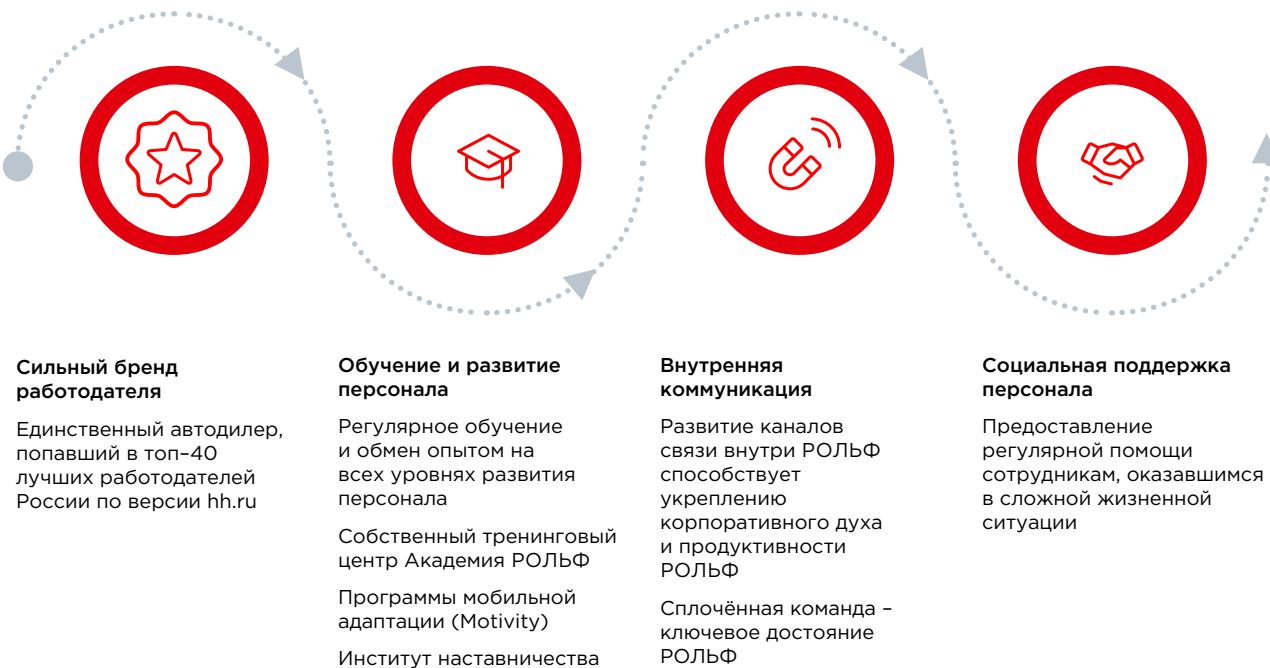 Сильный бренд
работодателя
Единственный автодилер,
попавший в топ–40
лучших работодателей
России по версии hh.ru
Обучение и развитие
персонала
Регулярное обучение
и обмен опытом на
всех уровнях развития
персонала
Собственный тренинговый
центр Академия РОЛЬФ
Программы мобильной
адаптации (Motivity)
Институт наставничества
Внутренняя
коммуникация
Развитие каналов
связи внутри РОЛЬФ
способствует
укреплению
корпоративного духа
и продуктивности
РОЛЬФ
Сплочённая команда –
ключевое достояние
РОЛЬФ
Социальная поддержка
персонала
Предоставление
регулярной помощи
сотрудникам, оказавшимся
в сложной жизненной
ситуации